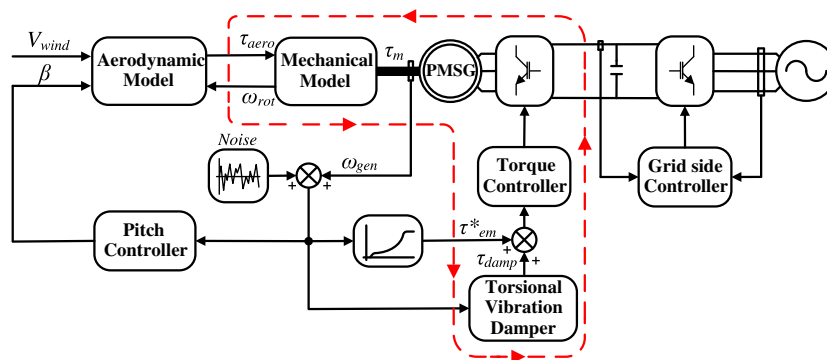 V_wind
β
Aerodynamic
Model
τ_aero
ω_rot
Mechanical
Model
τ_m
PMSG
Noise
+
+
ω_gen
Torque
Controller
Grid side
Controller
Pitch
Controller
τ*_em
+
τ_damp
+
Torsional
Vibration
Damper